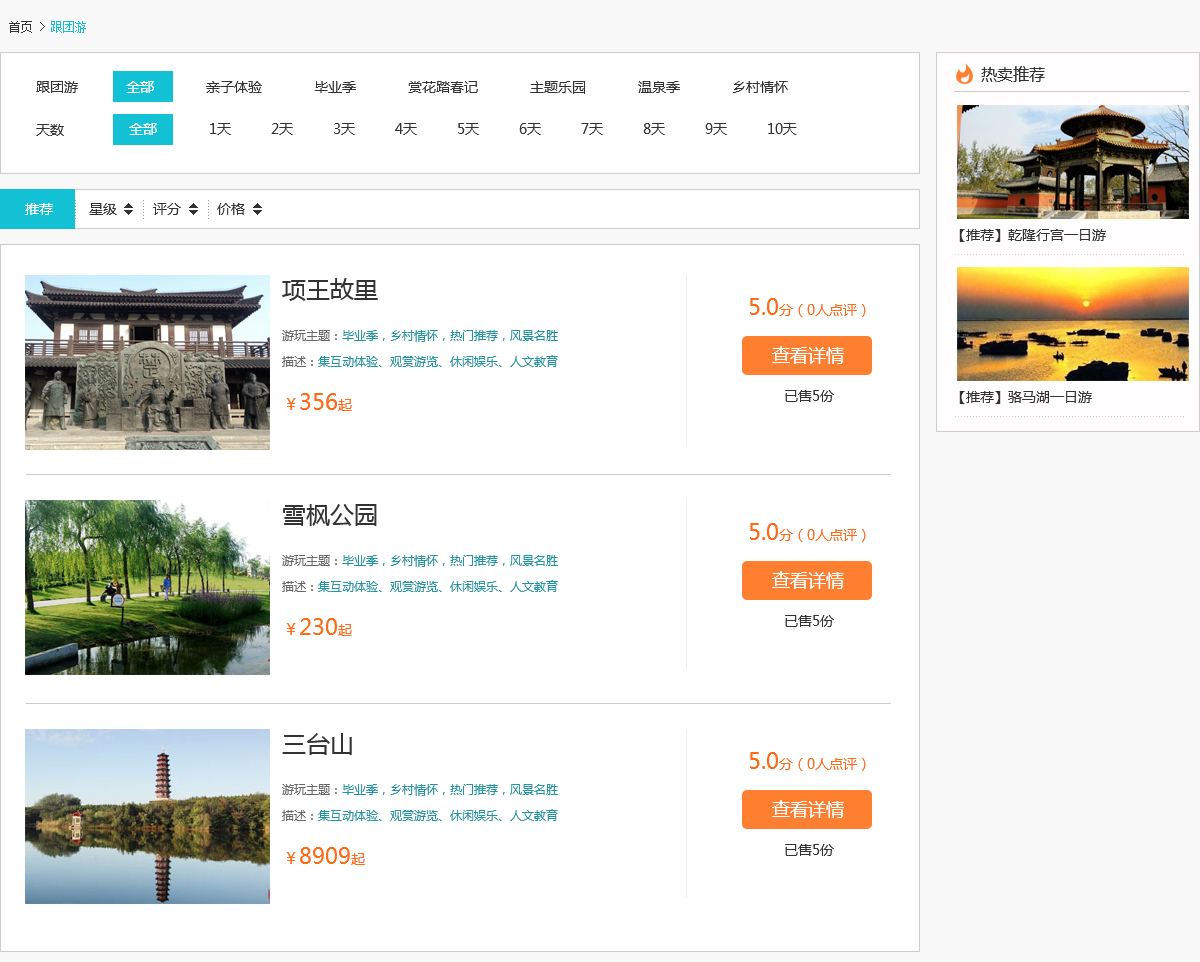 首页 > 跟团游
跟团游 全部 亲子体验 毕业季 赏花踏春记 主题乐园 温泉季 乡村情怀
天数 全部 1天 2天 3天 4天 5天 6天 7天 8天 9天 10天
推荐 星级 评分 价格
项王故里
游玩主题：毕业季，乡村情怀，热门推荐，风景名胜
描述：集互动体验、观赏游览、休闲娱乐、人文教育
￥356起
5.0分（0人点评）
查看详情
已售5份
雪枫公园
游玩主题：毕业季，乡村情怀，热门推荐，风景名胜
描述：集互动体验、观赏游览、休闲娱乐、人文教育
￥230起
5.0分（0人点评）
查看详情
已售5份
三台山
游玩主题：毕业季，乡村情怀，热门推荐，风景名胜
描述：集互动体验、观赏游览、休闲娱乐、人文教育
￥8909起
5.0分（0人点评）
查看详情
已售5份
热卖推荐
【推荐】乾隆行宫一日游
【推荐】骆马湖一日游